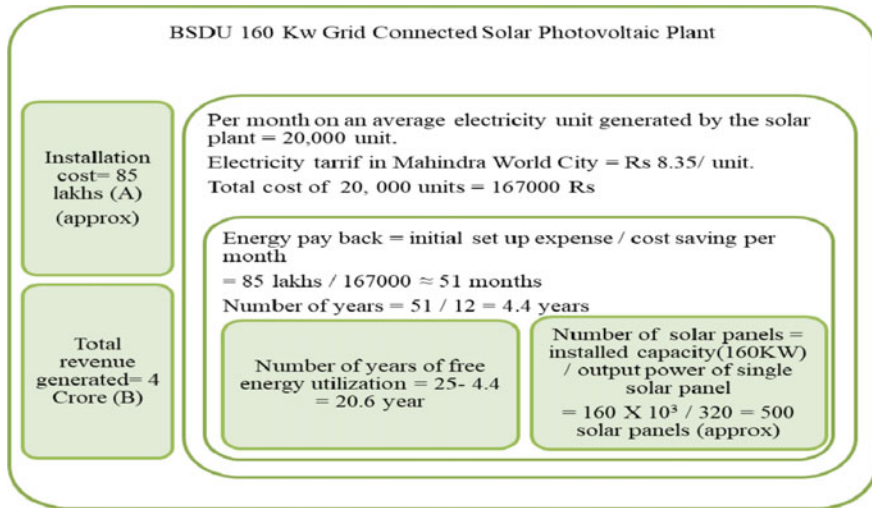 BSDU 160 Kw Grid Connected Solar Photovoltaic Plant
Installation
cost= 85
lakhs (A)
(approx)
Total
revenue
generated= 4
Crore (B)
Per month on an average electricity unit generated by the solar
plant = 20,000 unit.
Electricity tarrif in Mahindra World City = Rs 8.35/ unit.
Total cost of 20, 000 units = 167000 Rs
Energy pay back = initial set up expense / cost saving per
month
= 85 lakhs / 167000 ≈ 51 months
Number of years = 51 / 12 = 4.4 years
Number of years of free
energy utilization = 25- 4.4
= 20.6 year
Number of solar panels =
installed capacity(160KW)
/ output power of single
solar panel
= 160 X 10³ / 320 = 500
solar panels (approx)